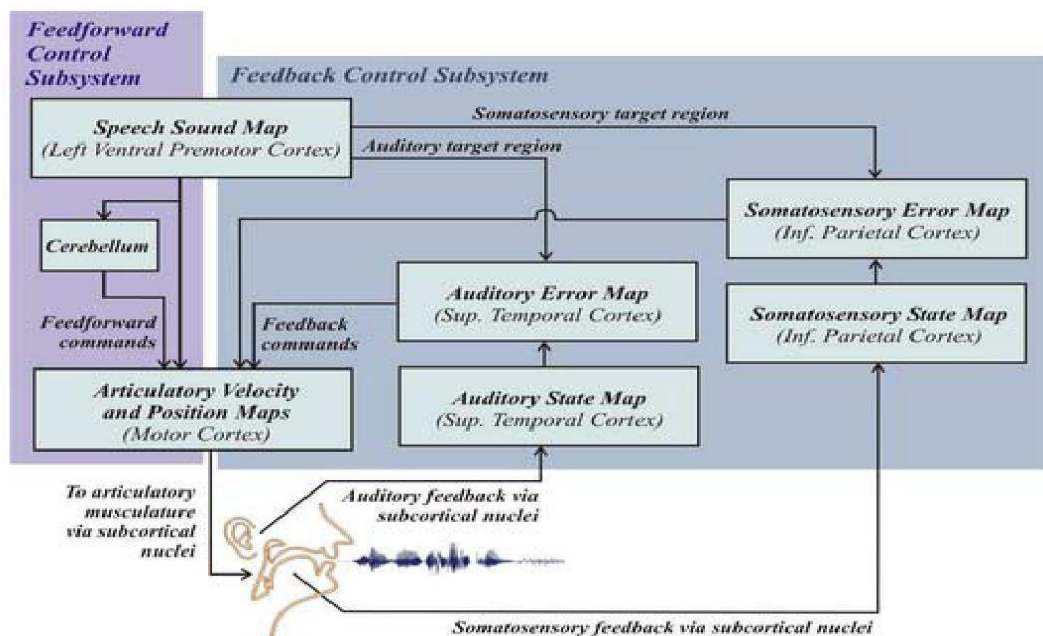 Feedforward
Control
Subsystem
Feedback Control Subsystem
Speech Sound Map
(Left Ventral Premotor Cortex)
Somatosensory target region
Auditory target region
Cerebellum
Somatosensory Error Map
(Inf. Parietal Cortex)
Auditory Error Map
(Sup. Temporal Cortex)
Somatosensory State Map
(Inf. Parietal Cortex)
Feedforward
commands
Feedback
commands
Articulatory Velocity
and Position Maps
(Motor Cortex)
Auditory State Map
(Sup. Temporal Cortex)
To articulatory
musculature
via subcortical
nuclei
Auditory feedback via
subcortical nuclei
Somatosensory feedback via subcortical nuclei